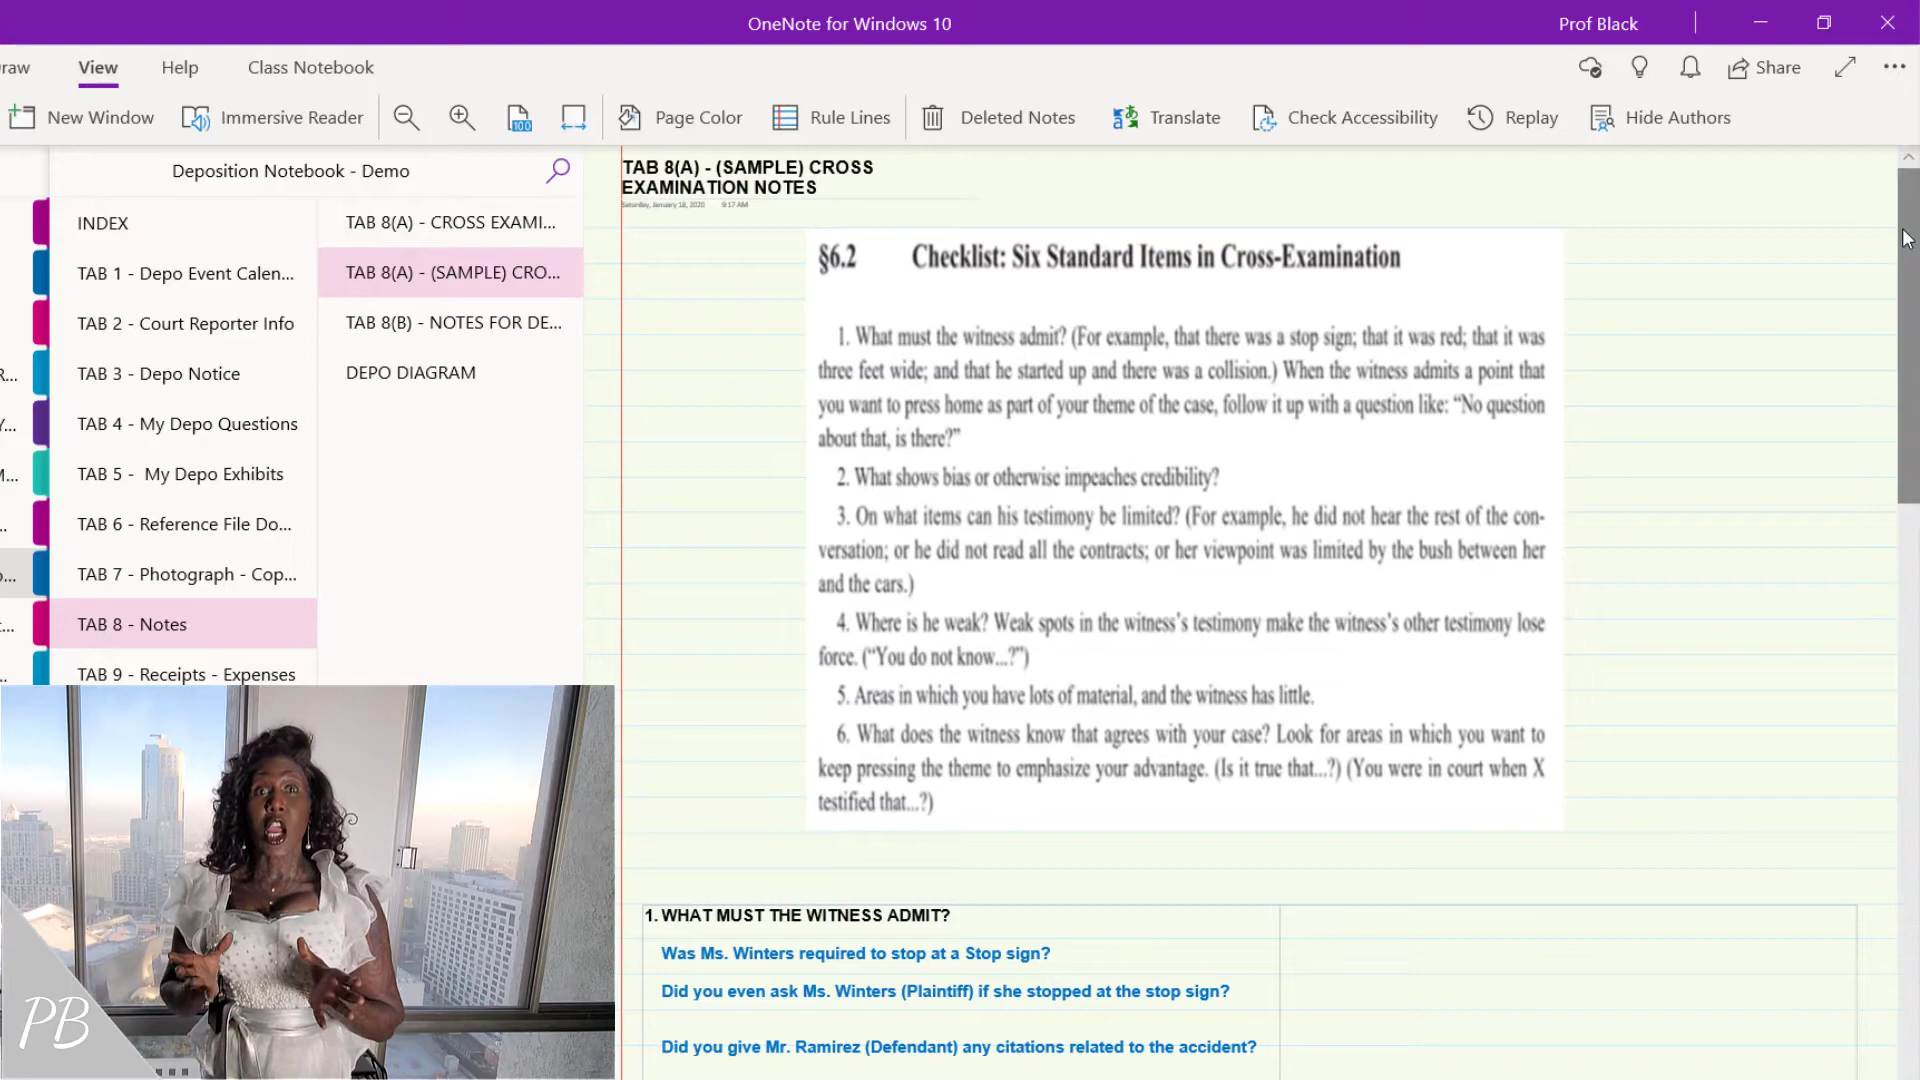 OneNote for Windows 10
Prof Black
raw
View
Help
Class Notebook
Share
New Window
Immersive Reader
100
Page Color
Rule Lines
Deleted Notes
Translate
Check Accessibility
Replay
Hide Authors
Deposition Notebook - Demo
INDEX
TAB 1 - Depo Event Calen...
TAB 2 - Court Reporter Info
TAB 3 - Depo Notice
TAB 4 - My Depo Questions
TAB 5 - My Depo Exhibits
TAB 6 - Reference File Do...
TAB 7 - Photograph - Cop...
TAB 8 - Notes
TAB 9 - Receipts - Expenses
TAB 8(A) - CROSS EXAMI...
TAB 8(A) - (SAMPLE) CRO...
TAB 8(B) - NOTES FOR DE...
DEPO DIAGRAM
TAB 8(A) - (SAMPLE) CROSS
EXAMINATION NOTES
Saturday, January 18, 2020 9:17 AM
§6.2 Checklist: Six Standard Items in Cross-Examination
1. What must the witness admit? (For example, that there was a stop sign; that it was red; that it was
three feet wide; and that he started up and there was a collision.) When the witness admits a point that
you want to press home as part of your theme of the case, follow it up with a question like: “No question
about that, is there?”
2. What shows bias or otherwise impeaches credibility?
3. On what items can his testimony be limited? (For example, he did not hear the rest of the con-
versation; or he did not read all the contracts; or her viewpoint was limited by the bush between her
and the cars.)
4. Where is he weak? Weak spots in the witness’s testimony make the witness’s other testimony lose
force. (“You do not know...?”)
5. Areas in which you have lots of material, and the witness has little.
6. What does the witness know that agrees with your case? Look for areas in which you want to
keep pressing the theme to emphasize your advantage. (Is it true that...?) (You were in court when X
testified that...?)
1. WHAT MUST THE WITNESS ADMIT?
Was Ms. Winters required to stop at a Stop sign?
Did you even ask Ms. Winters (Plaintiff) if she stopped at the stop sign?
Did you give Mr. Ramirez (Defendant) any citations related to the accident?
PB